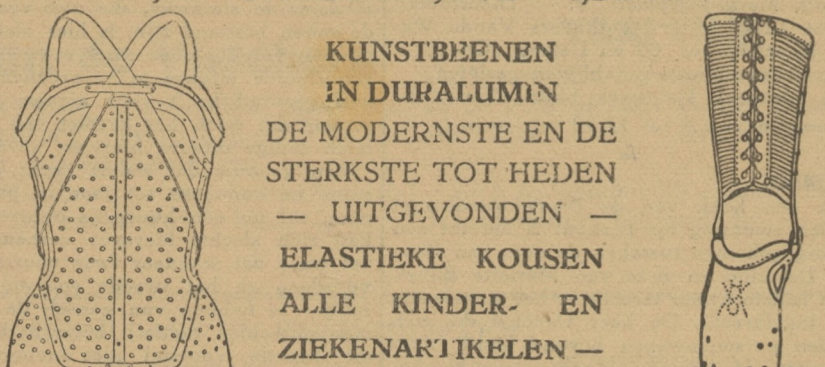 KUNSTBEENEN
IN DURALUMIN
DE MODERNSTE EN DE
STERKSTE TOT HEDEN
— UITGEVONDEN —
ELASTIEKE KOUSEN
ALLE KINDER- EN
ZIEKENARTIKELEN —